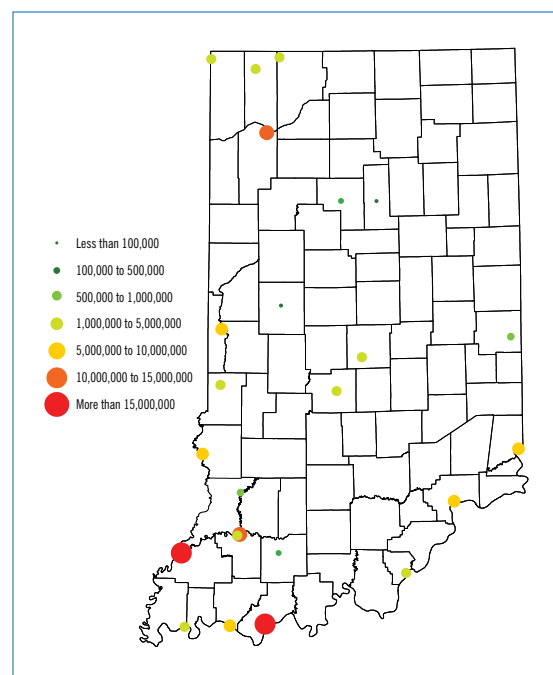 Less than 100,000
100,000 to 500,000
500,000 to 1,000,000
1,000,000 to 5,000,000
5,000,000 to 10,000,000
10,000,000 to 15,000,000
More than 15,000,000